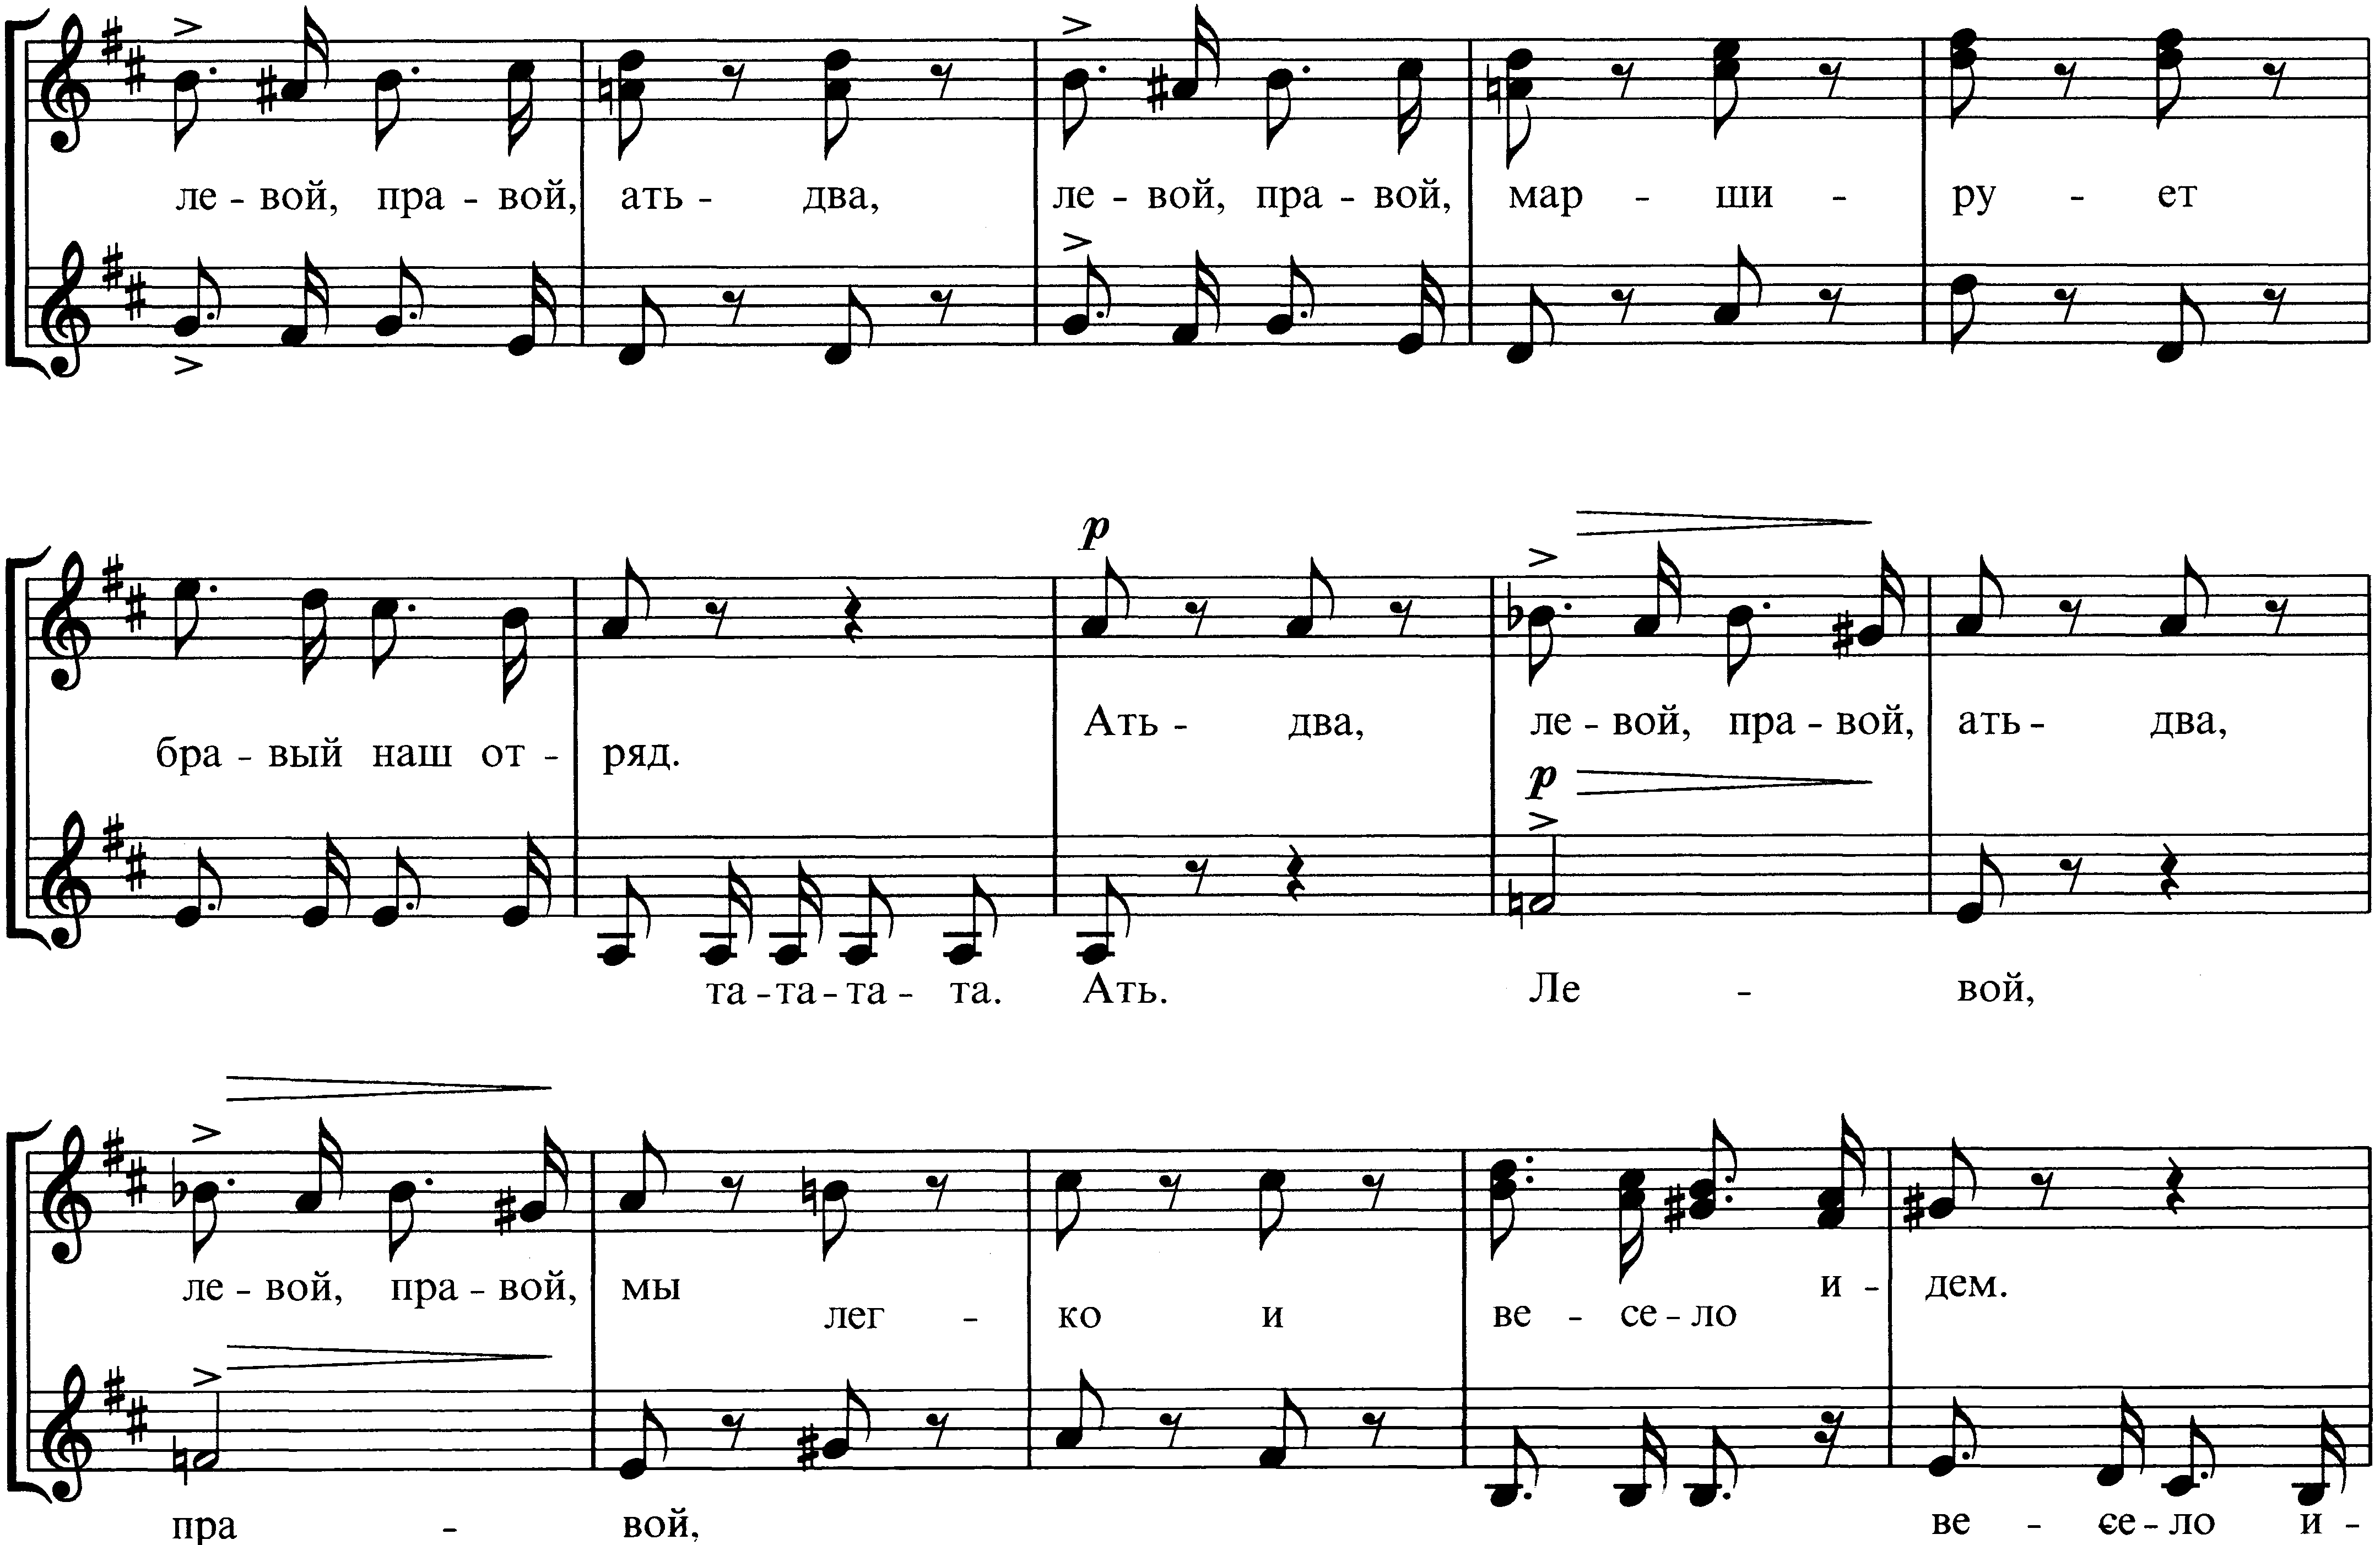 ле - вой, пра - вой, ать - два, ле - вой, пра - вой, мар - ши - ру - ет
p
Ать - два, ле - вой, пра - вой, ать - два,
бра - вый наш от - ряд.
p
та - та - та - та. Ать. Ле - вой,
ле - вой, пра - вой, мы и - дем.
лег - ко и ве - се - ло
пра - вой, ве - се - ло и -